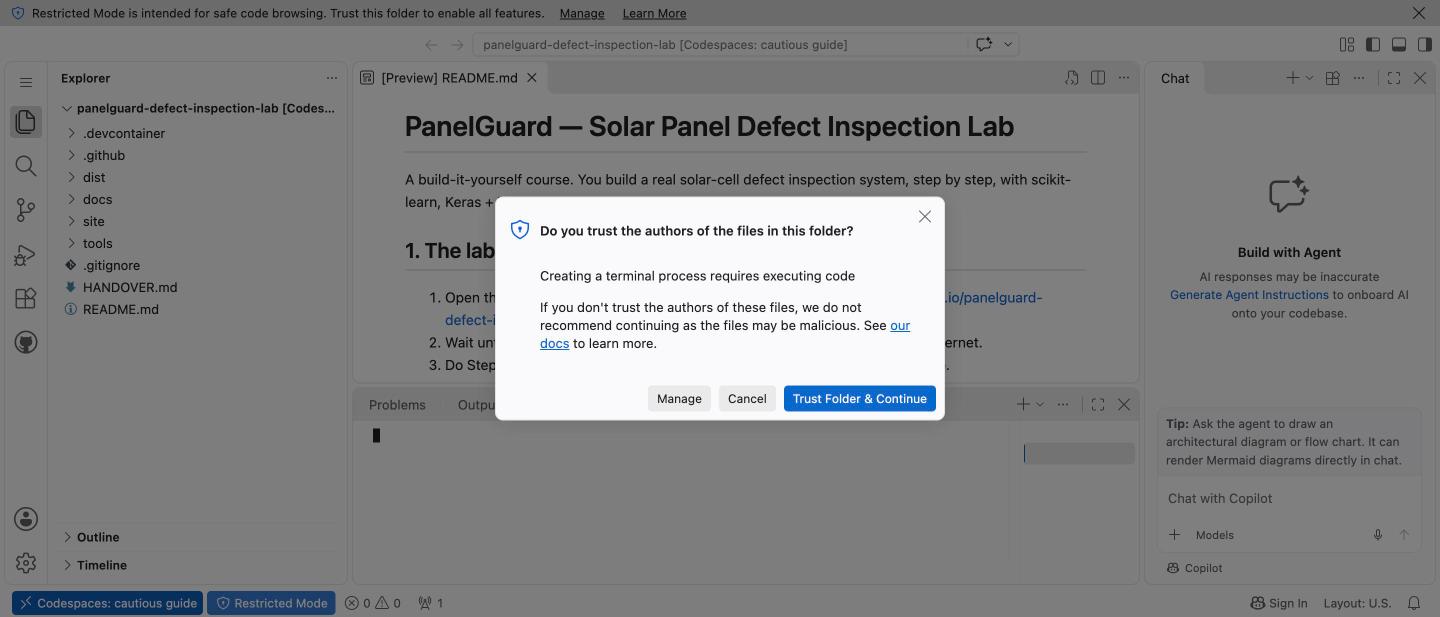 Restricted Mode is intended for safe code browsing. Trust this folder to enable all features. Manage Learn More
panelguard-defect-inspection-lab [Codespaces: cautious guide]
Explorer
panelguard-defect-inspection-lab [Codes...
.devcontainer
.github
dist
docs
site
tools
.gitignore
HANDOVER.md
README.md
Outline
Timeline
[Preview] README.md
PanelGuard — Solar Panel Defect Inspection Lab
A build-it-yourself course. You build a real solar-cell defect inspection system, step by step, with scikit-
learn, Keras +
1. The lab
1. Open th
.io/panelguard-
defect-i
2. Wait un
ernet.
3. Do Step
Do you trust the authors of the files in this folder?
Creating a terminal process requires executing code
If you don't trust the authors of these files, we do not
recommend continuing as the files may be malicious. See our
docs to learn more.
Manage Cancel Trust Folder & Continue
Problems Outpu
Chat
Build with Agent
AI responses may be inaccurate
Generate Agent Instructions to onboard AI
onto your codebase.
Tip: Ask the agent to draw an
architectural diagram or flow chart. It can
render Mermaid diagrams directly in chat.
Chat with Copilot
Models
Copilot
Codespaces: cautious guide Restricted Mode 0 0 1 Sign In Layout: U.S.